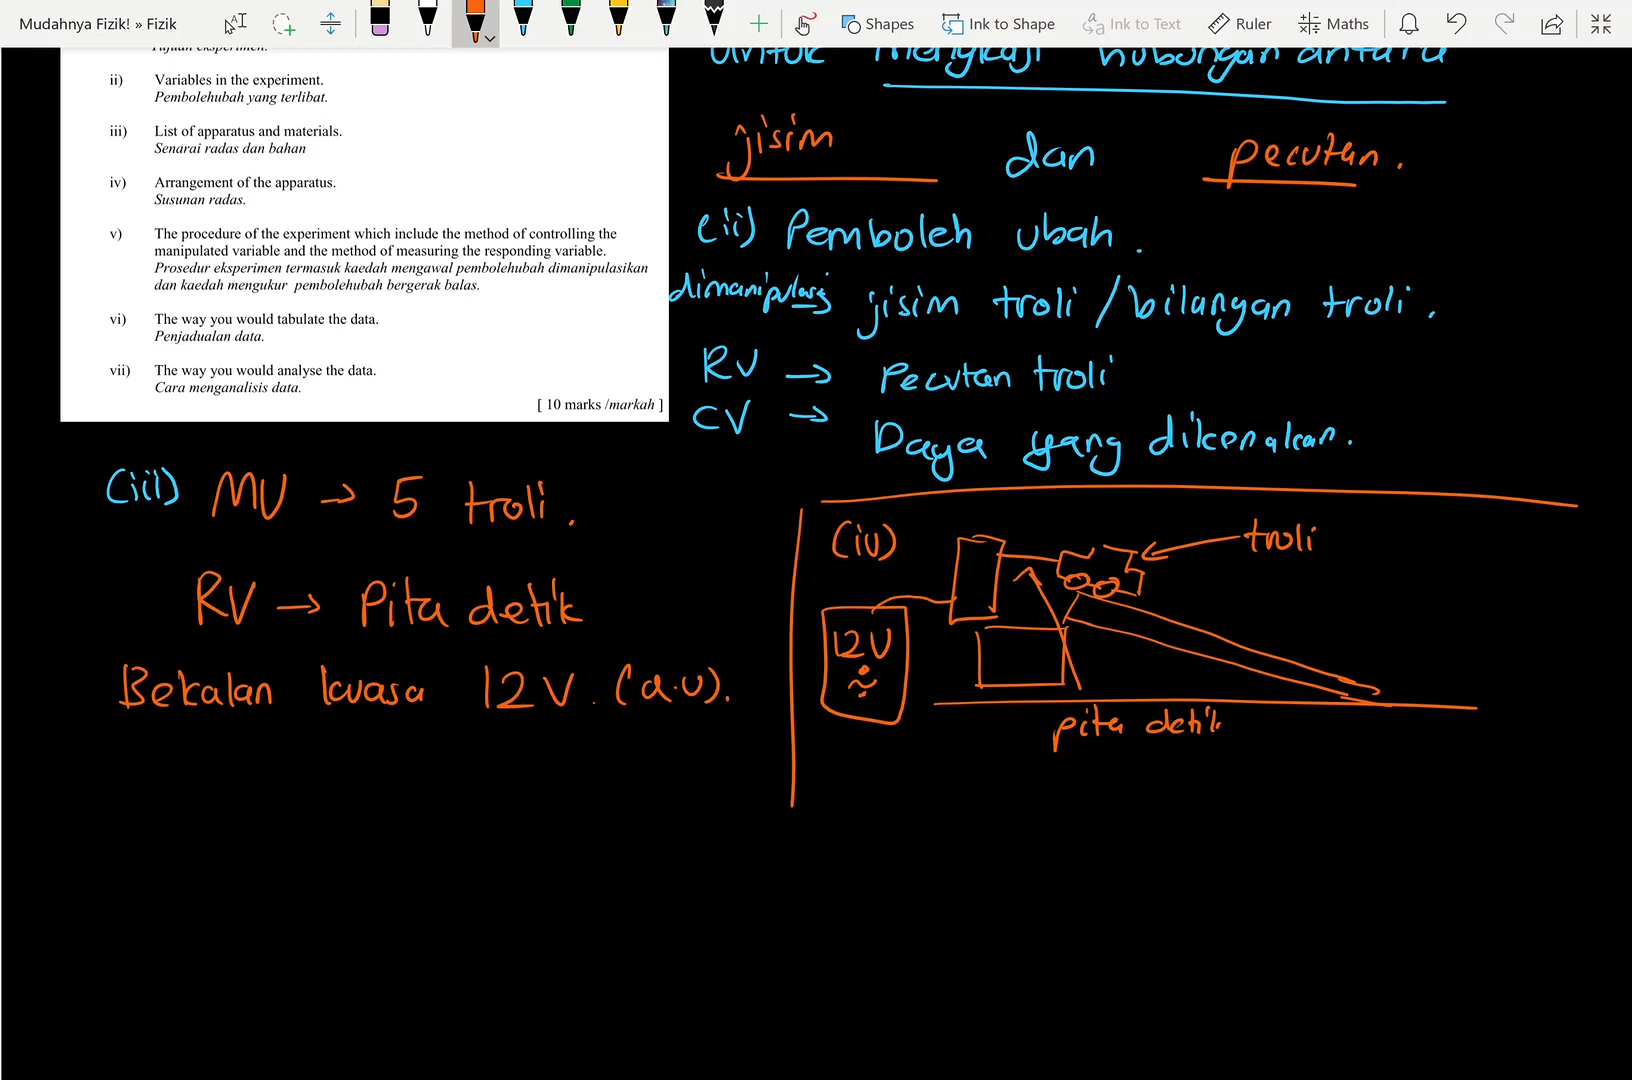 Mudahnya Fizik! » Fizik
Shapes
Ink to Shape
Ink to Text
Ruler
Maths
Tujuan eksperimen.
ii) Variables in the experiment.
Pembolehubah yang terlibat.
iii) List of apparatus and materials.
Senarai radas dan bahan
iv) Arrangement of the apparatus.
Susunan radas.
v) The procedure of the experiment which include the method of controlling the
manipulated variable and the method of measuring the responding variable.
Prosedur eksperimen termasuk kaedah mengawal pembolehubah dimanipulasikan
dan kaedah mengukur pembolehubah bergerak balas.
vi) The way you would tabulate the data.
Penjadualan data.
vii) The way you would analyse the data.
Cara menganalisis data.
[ 10 marks /markah ]
untuk mengkaji hubungan antara
jisim dan pecutan.
(ii) Pemboleh ubah.
dimanipulasi jisim troli / bilangan troli.
RV → Pecutan troli
CV → Daya yang dikenakan.
(iii) MV → 5 troli.
RV → Pita detik
Bekalan kuasa 12 V. (a.u).
(iv)
troli
12V
pita detik